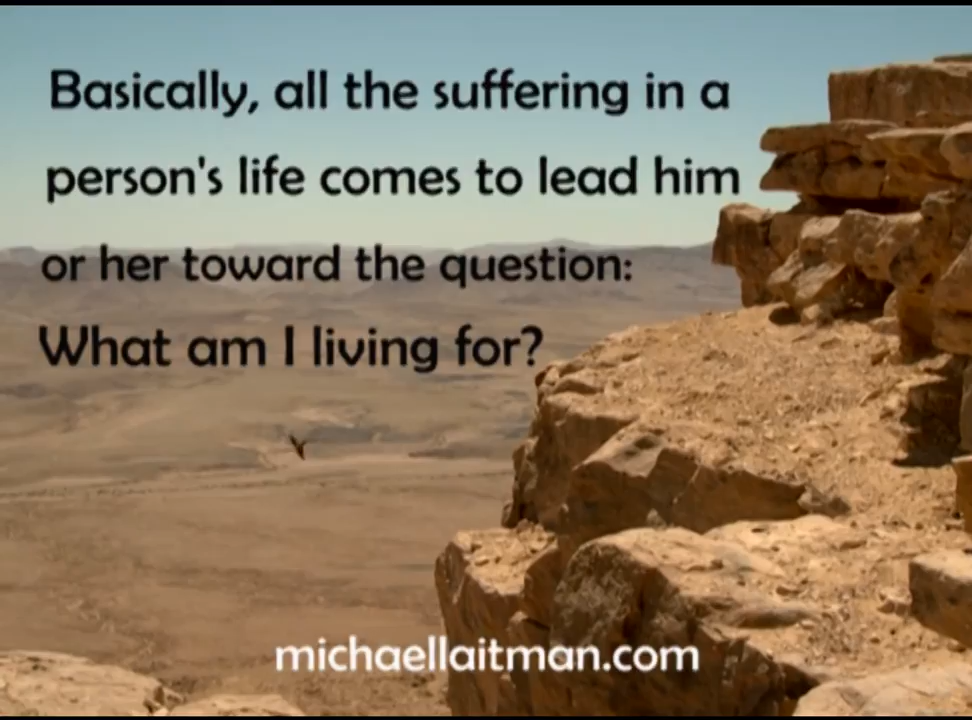 Basically, all the suffering in a
person's life comes to lead him
or her toward the question:
What am I living for?
michaellaitman.com